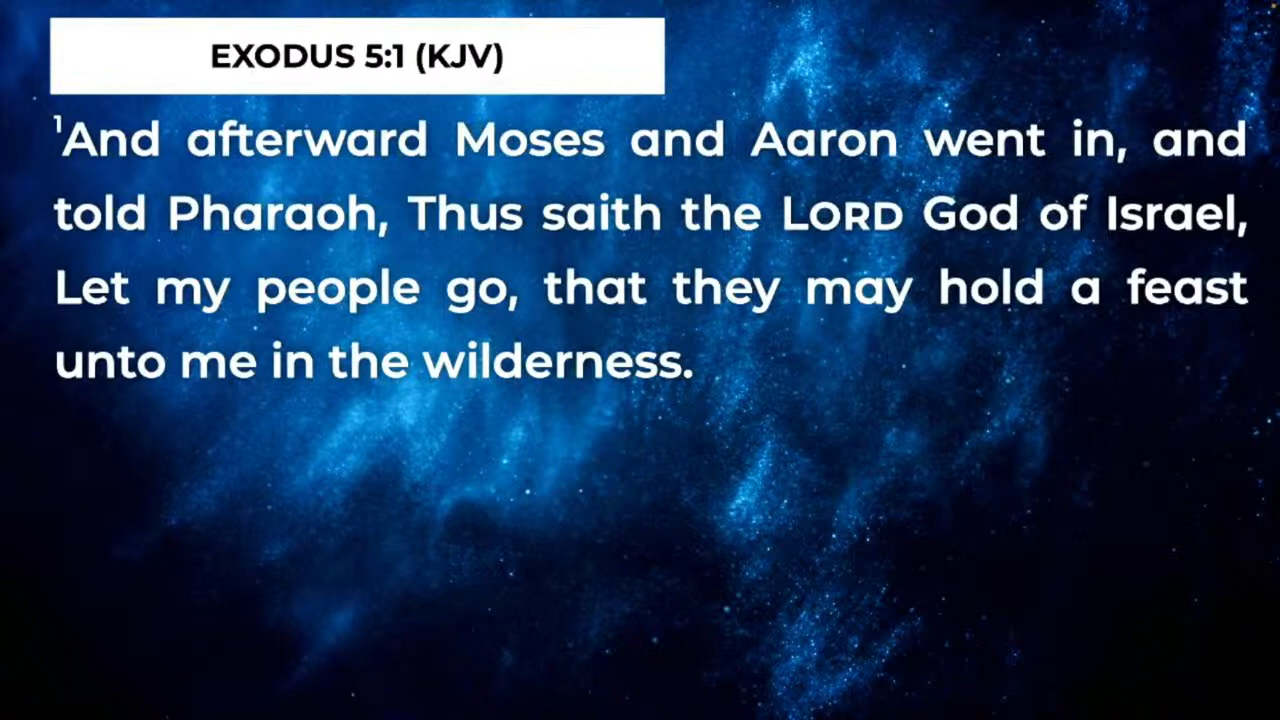 EXODUS 5:1 (KJV)
¹And afterward Moses and Aaron went in, and
told Pharaoh, Thus saith the LORD God of Israel,
Let my people go, that they may hold a feast
unto me in the wilderness.